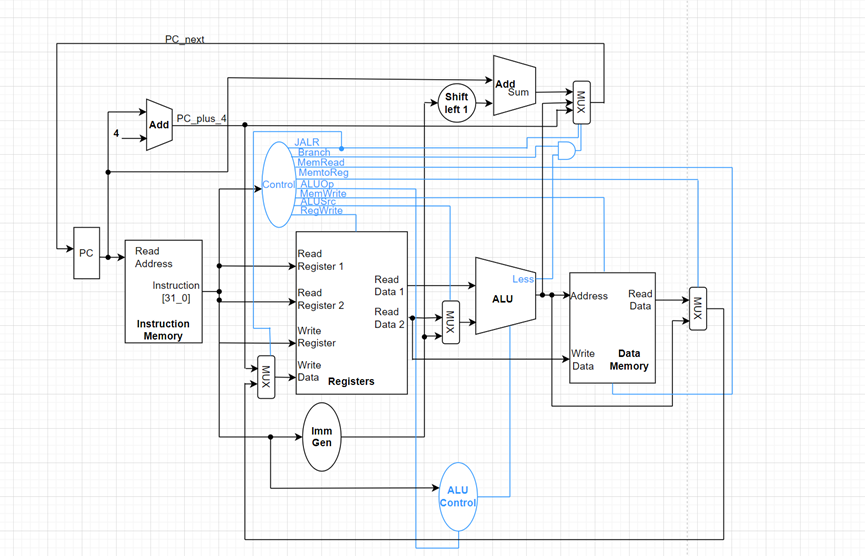 PC_next
Add
Sum
Shift
left 1
MUX
4
Add
PC_plus_4
JALR
Branch
MemRead
MemtoReg
Control
ALUOp
MemWrite
ALUSrc
RegWrite
PC
Read
Address
Instruction
[31_0]
Instruction
Memory
Read
Register 1
Read
Register 2
Write
Register
Write
Data
Registers
Read
Data 1
Read
Data 2
MUX
MUX
Less
ALU
Address
Read
Data
Write
Data
Data
Memory
MUX
Imm
Gen
ALU
Control